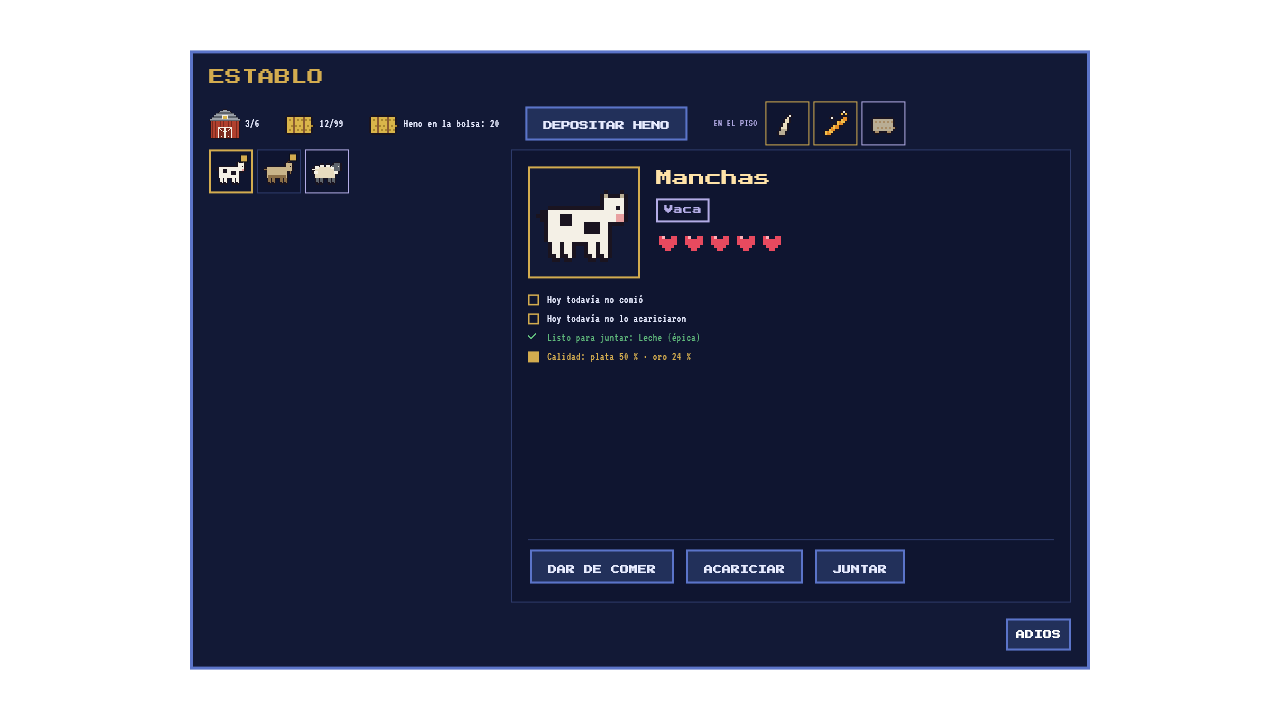 ESTABLO
3/6
12/99
Heno en la bolsa: 20
DEPOSITAR HENO
EN EL PISO
Manchas
Vaca
Hoy todavía no comió
Hoy todavía no lo acariciaron
Listo para juntar: Leche (épica)
Calidad: plata 50 % · oro 24 %
DAR DE COMER
ACARICIAR
JUNTAR
ADIOS